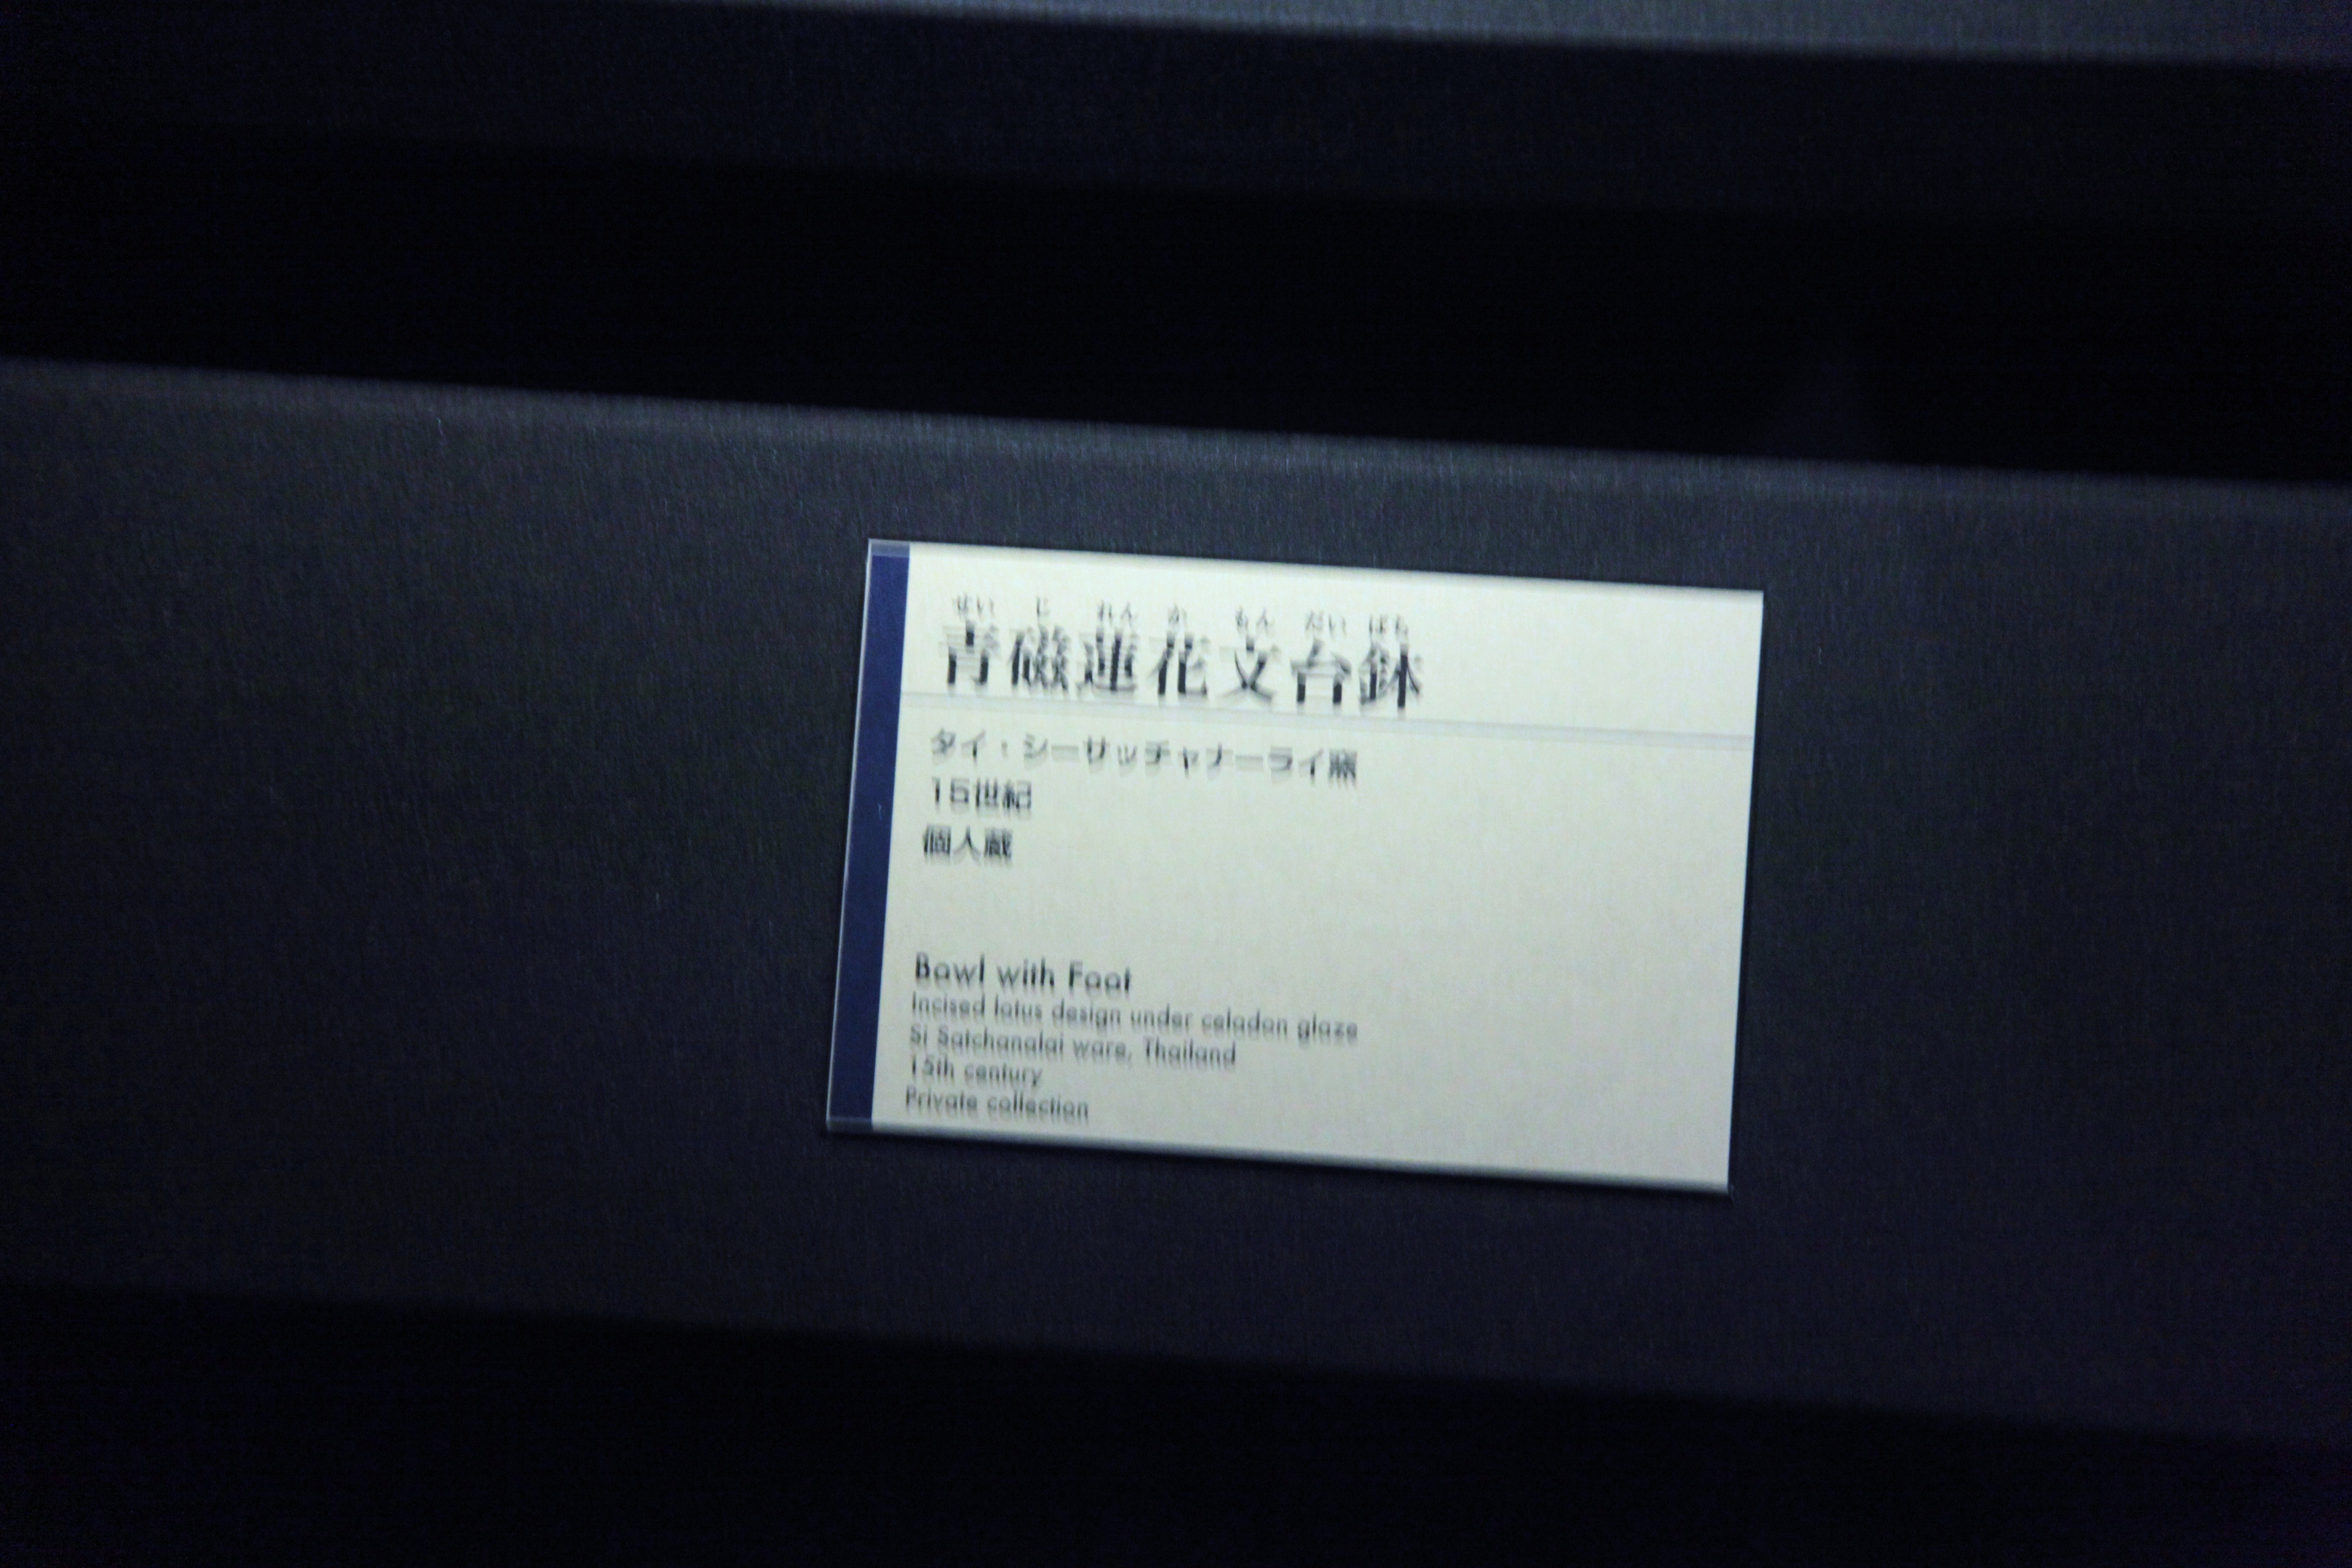 せいじれんかもんだいばち
青磁蓮花文台鉢
タイ・シーサッチャナーライ窯
15世紀
個人蔵
Bowl with Foot
Incised lotus design under celadon glaze
Si Satchanalai ware, Thailand
15th century
Private collection